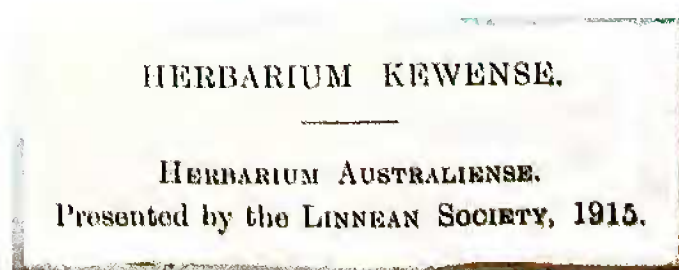 HERBARIUM KEWENSE.
HERBARIUM AUSTRALIENSE.
Presented by the LINNEAN SOCIETY, 1915.